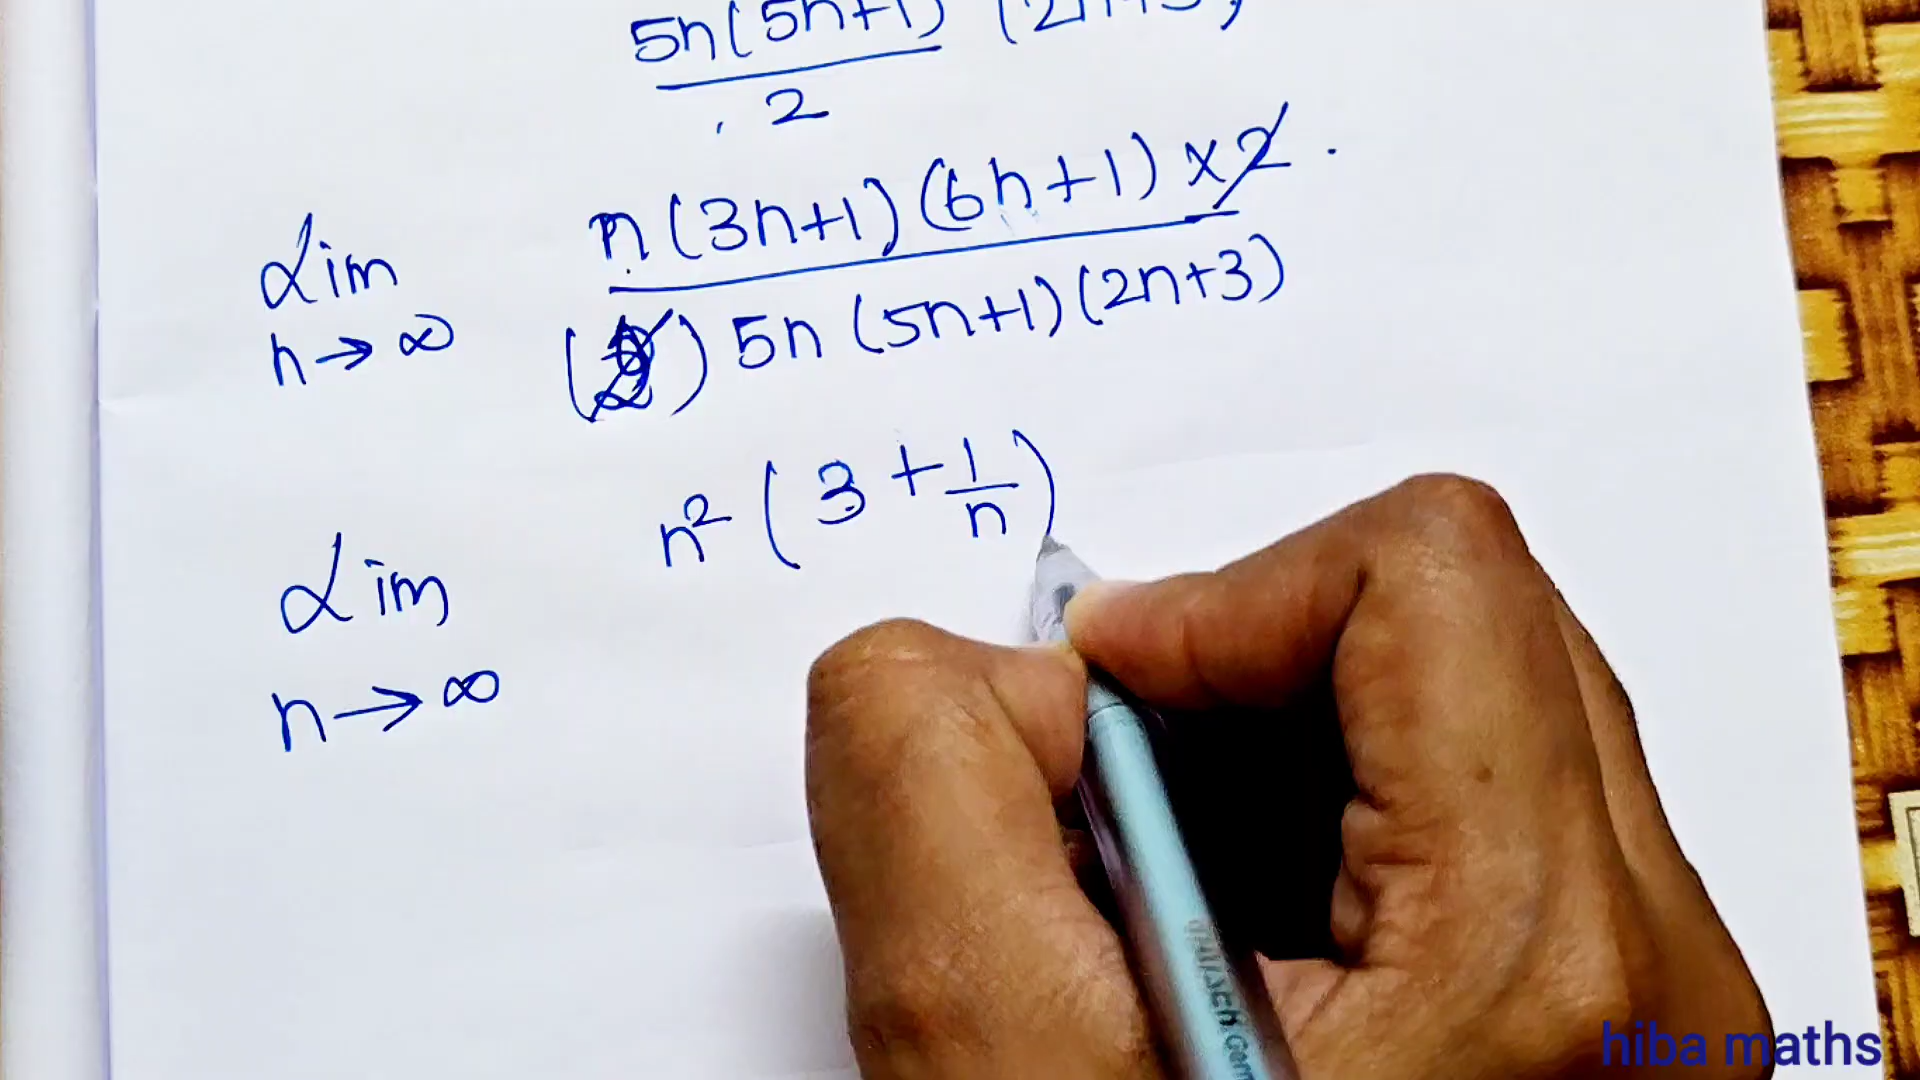 5n(5n+1)
2
n(3n+1)(6n+1)×2
Lim
n→∞
( ) 5n(5n+1)(2n+3)
n²(3+1/n)
Lim
n→∞
hiba maths